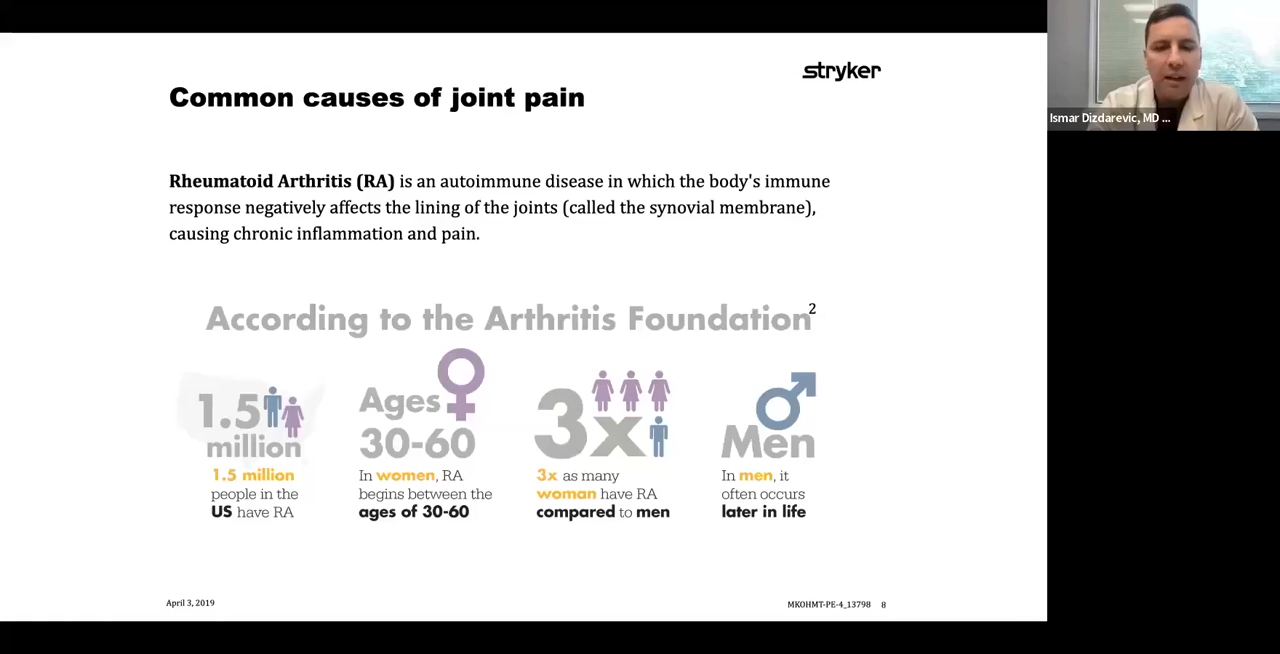 stryker
Common causes of joint pain
Ismar Dizdarevic, MD ...
Rheumatoid Arthritis (RA) is an autoimmune disease in which the body's immune
response negatively affects the lining of the joints (called the synovial membrane),
causing chronic inflammation and pain.
According to the Arthritis Foundation2
1.5
million
1.5 million
people in the
US have RA
Ages
30-60
In women, RA
begins between the
ages of 30-60
3x
3x as many
woman have RA
compared to men
Men
In men, it
often occurs
later in life
April 3, 2019
MKOHMT-PE-4_13798 8